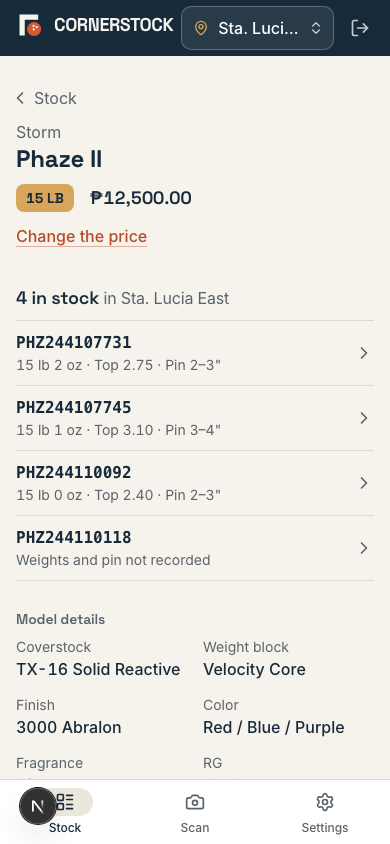 CORNERSTOCK
Sta. Luci...
Stock
Storm
Phaze II
15 LB
₱12,500.00
Change the price
4 in stock in Sta. Lucia East
PHZ244107731
15 lb 2 oz · Top 2.75 · Pin 2–3"
PHZ244107745
15 lb 1 oz · Top 3.10 · Pin 3–4"
PHZ244110092
15 lb 0 oz · Top 2.40 · Pin 2–3"
PHZ244110118
Weights and pin not recorded
Model details
Coverstock
Weight block
TX-16 Solid Reactive
Velocity Core
Finish
Color
3000 Abralon
Red / Blue / Purple
Fragrance
RG
N
Stock
Scan
Settings